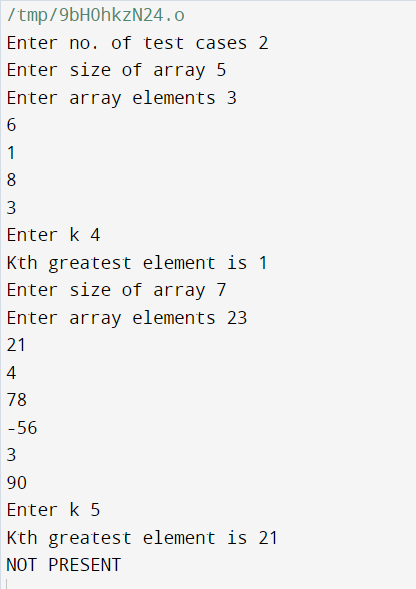 /tmp/9bH0hkzN24.o
Enter no. of test cases 2
Enter size of array 5
Enter array elements 3
6
1
8
3
Enter k 4
Kth greatest element is 1
Enter size of array 7
Enter array elements 23
21
4
78
-56
3
90
Enter k 5
Kth greatest element is 21
NOT PRESENT